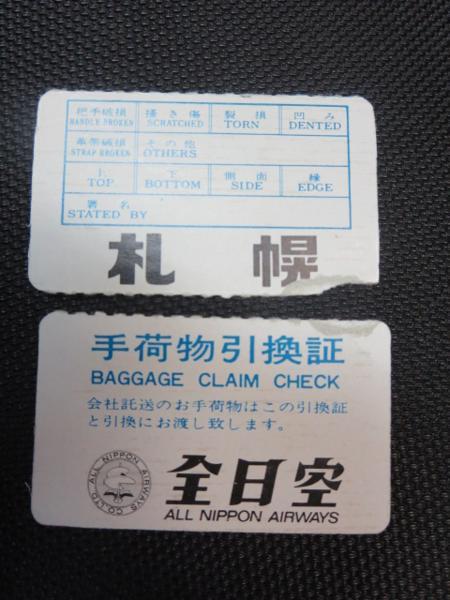 把手破損 掻き傷 裂損 凹み
HANDLE BROKEN SCRATCHED TORN DENTED
革帯破損 その他
STRAP BROKEN OTHERS
上 下 側面 縁
TOP BOTTOM SIDE EDGE
署名
STATED BY
札幌
手荷物引換証
BAGGAGE CLAIM CHECK
会社託送のお手荷物はこの引換証
と引換にお渡し致します。
ALL NIPPON AIRWAYS CO., LTD.
全日空
ALL NIPPON AIRWAYS